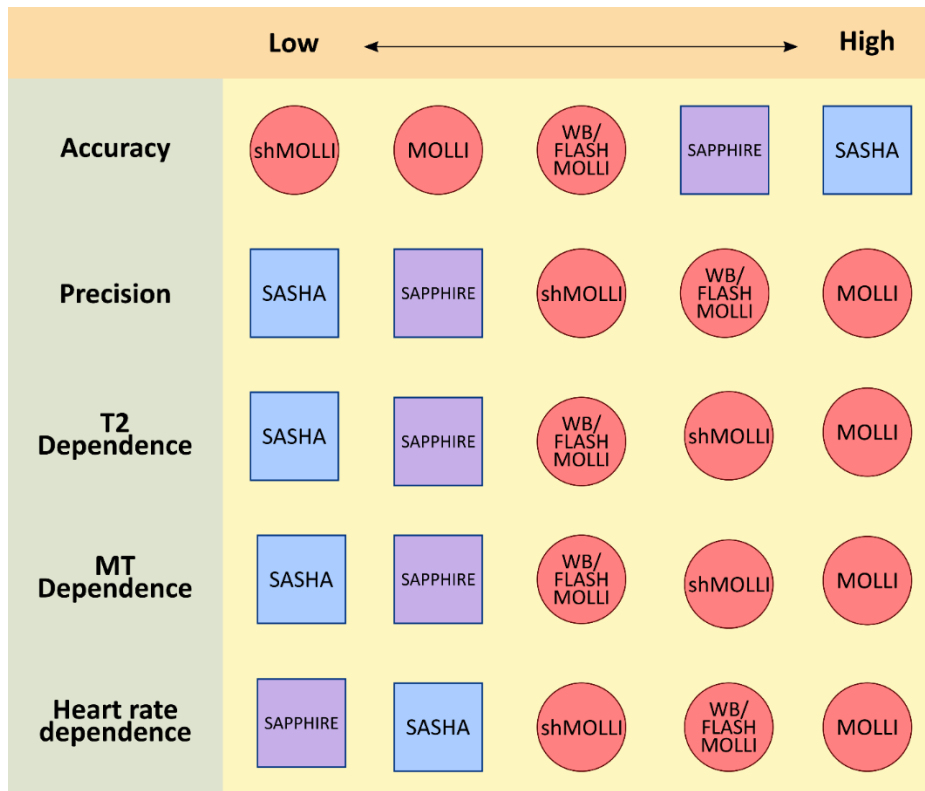 Low High
Accuracy
shMOLLI
MOLLI
WB/
FLASH
MOLLI
SAPPHIRE
SASHA
Precision
SASHA
SAPPHIRE
shMOLLI
WB/
FLASH
MOLLI
MOLLI
T2
Dependence
SASHA
SAPPHIRE
WB/
FLASH
MOLLI
shMOLLI
MOLLI
MT
Dependence
SASHA
SAPPHIRE
WB/
FLASH
MOLLI
shMOLLI
MOLLI
Heart rate
dependence
SAPPHIRE
SASHA
shMOLLI
WB/
FLASH
MOLLI
MOLLI